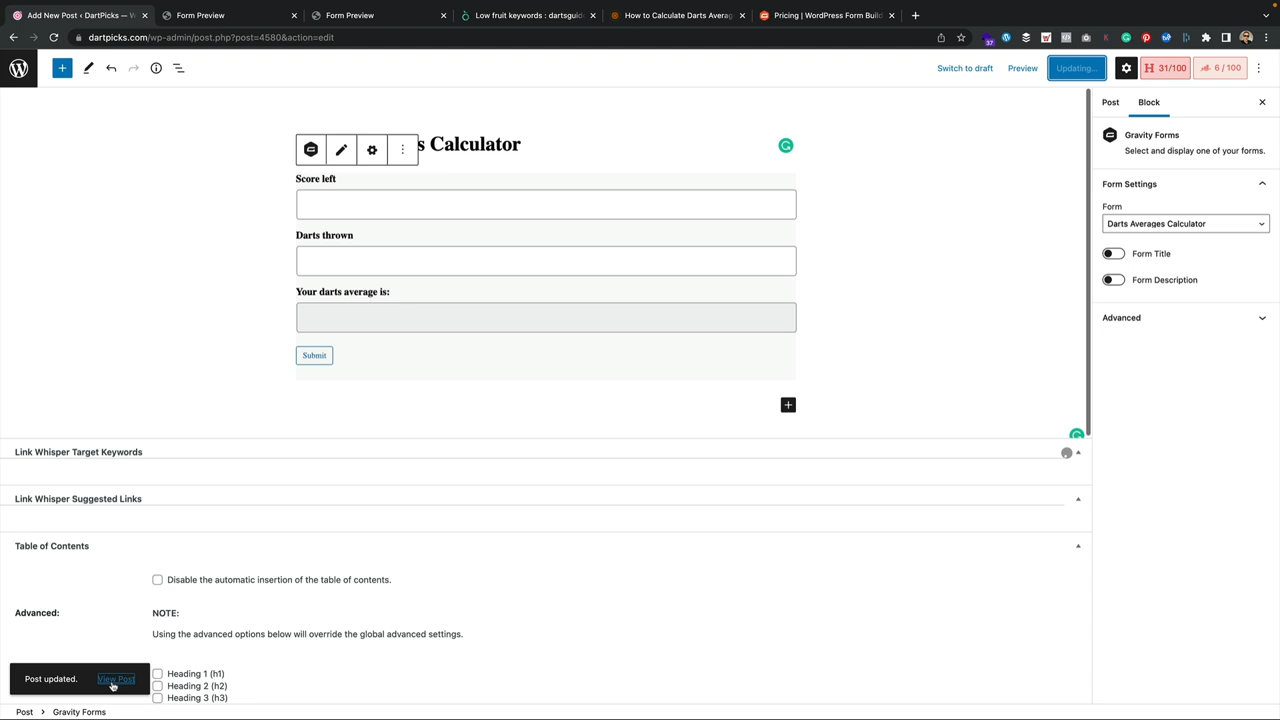 Add New Post ‹ DartPicks — W
Form Preview
Form Preview
Low fruit keywords : dartsguide
How to Calculate Darts Averag
Pricing | WordPress Form Build
dartpicks.com/wp-admin/post.php?post=4580&action=edit
37
Switch to draft
Preview
Updating…
31/100
6 / 100
Post
Block
s Calculator
Gravity Forms
Select and display one of your forms.
Score left
Form Settings
Form
Darts Averages Calculator
Darts thrown
Form Title
Form Description
Your darts average is:
Advanced
Submit
Link Whisper Target Keywords
Link Whisper Suggested Links
Table of Contents
Disable the automatic insertion of the table of contents.
Advanced:
NOTE:
Using the advanced options below will override the global advanced settings.
Heading 1 (h1)
Post updated.
View Post
Heading 2 (h2)
Heading 3 (h3)
Post › Gravity Forms